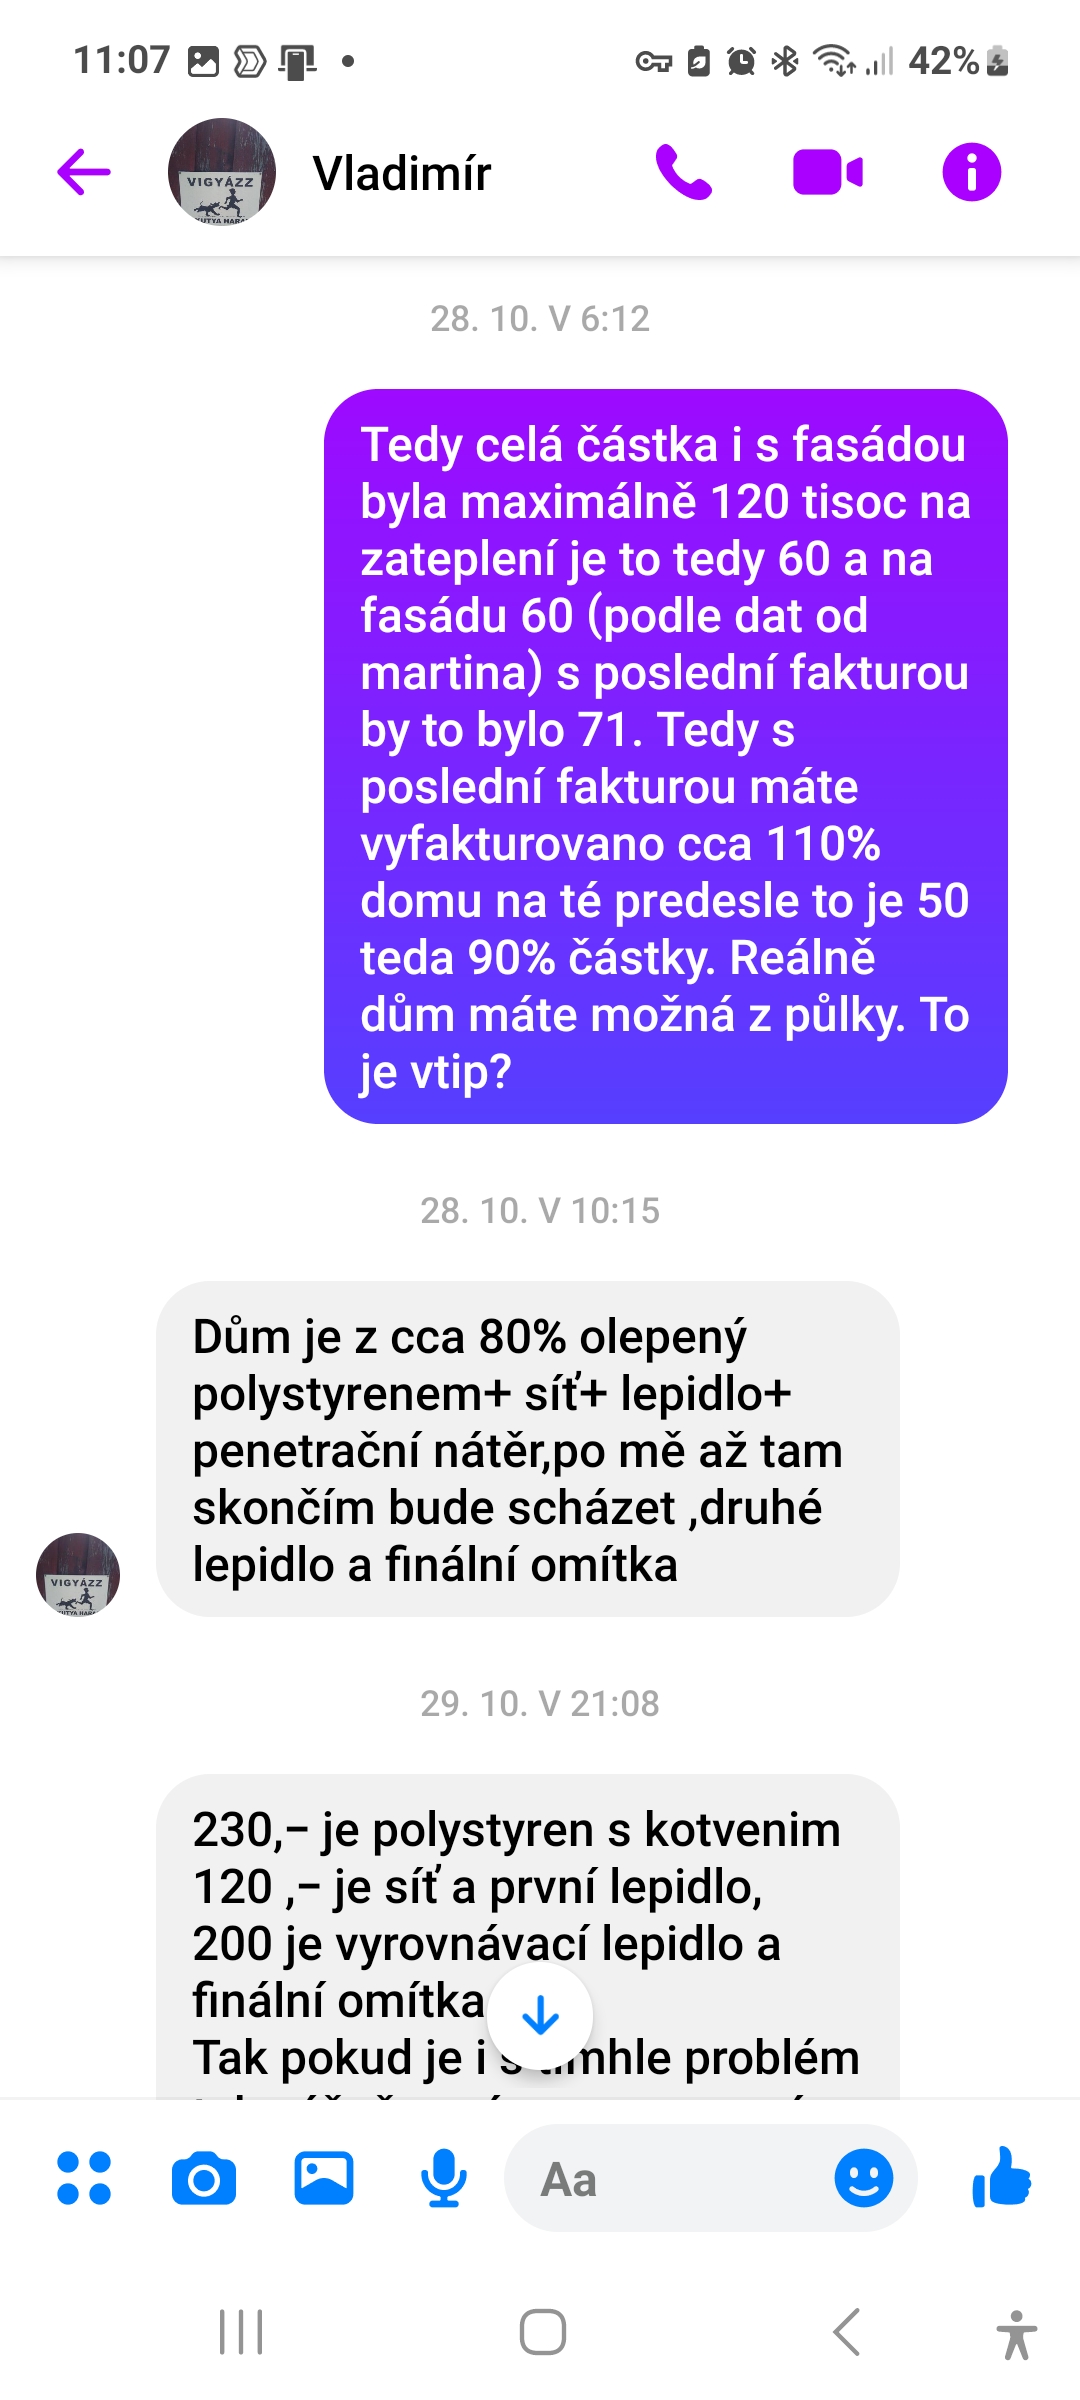 11:07
42%
VIGYÁZZ
Vladimír
28. 10. V 6:12
Tedy celá částka i s fasádou
byla maximálně 120 tisoc na
zateplení je to tedy 60 a na
fasádu 60 (podle dat od
martina) s poslední fakturou
by to bylo 71. Tedy s
poslední fakturou máte
vyfakturovano cca 110%
domu na té predesle to je 50
teda 90% částky. Reálně
dům máte možná z půlky. To
je vtip?
28. 10. V 10:15
Dům je z cca 80% olepený
polystyrenem+ síť+ lepidlo+
penetrační nátěr,po mě až tam
skončím bude scházet ,druhé
lepidlo a finální omítka
VIGYÁZZ
29. 10. V 21:08
230,– je polystyren s kotvenim
120 ,– je síť a první lepidlo,
200 je vyrovnávací lepidlo a
finální omítka
Tak pokud je i s tímhle problém
Aa